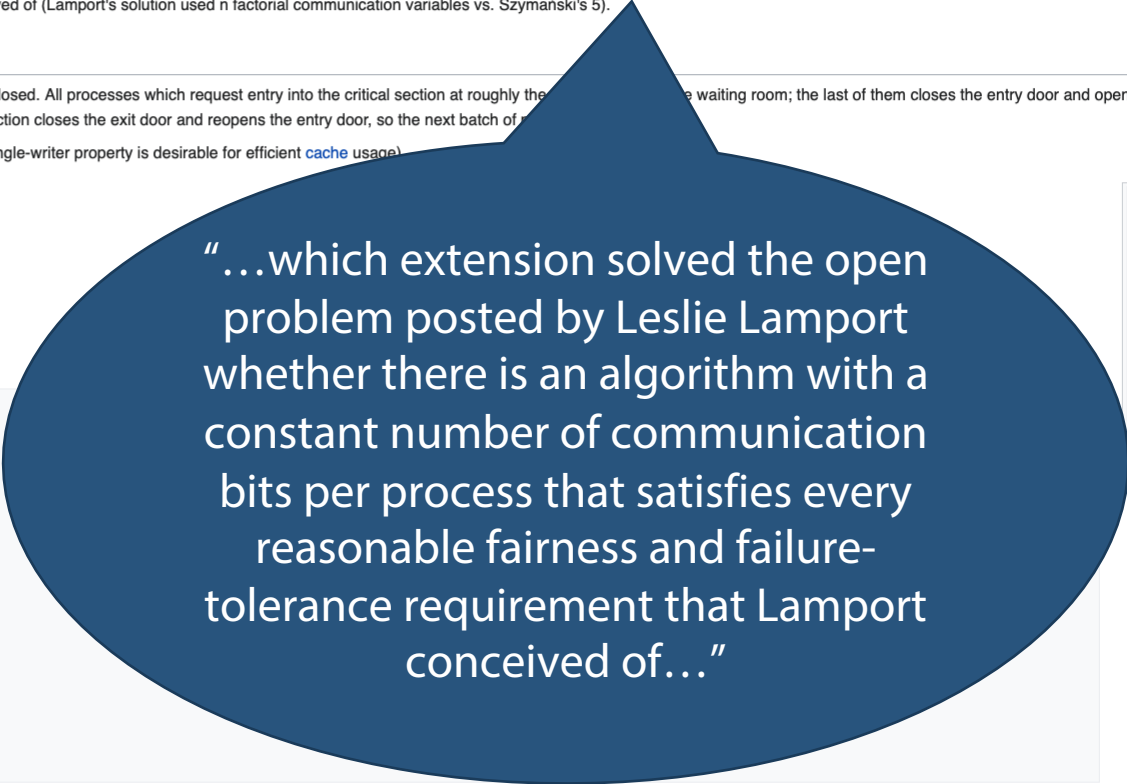 ed of (Lamport's solution used n factorial communication variables vs. Szymański's 5).
losed. All processes which request entry into the critical section at roughly the e waiting room; the last of them closes the entry door and open
ction closes the exit door and reopens the entry door, so the next batch of
ngle-writer property is desirable for efficient cache usage)
“…which extension solved the open
problem posted by Leslie Lamport
whether there is an algorithm with a
constant number of communication
bits per process that satisfies every
reasonable fairness and failure-
tolerance requirement that Lamport
conceived of…”